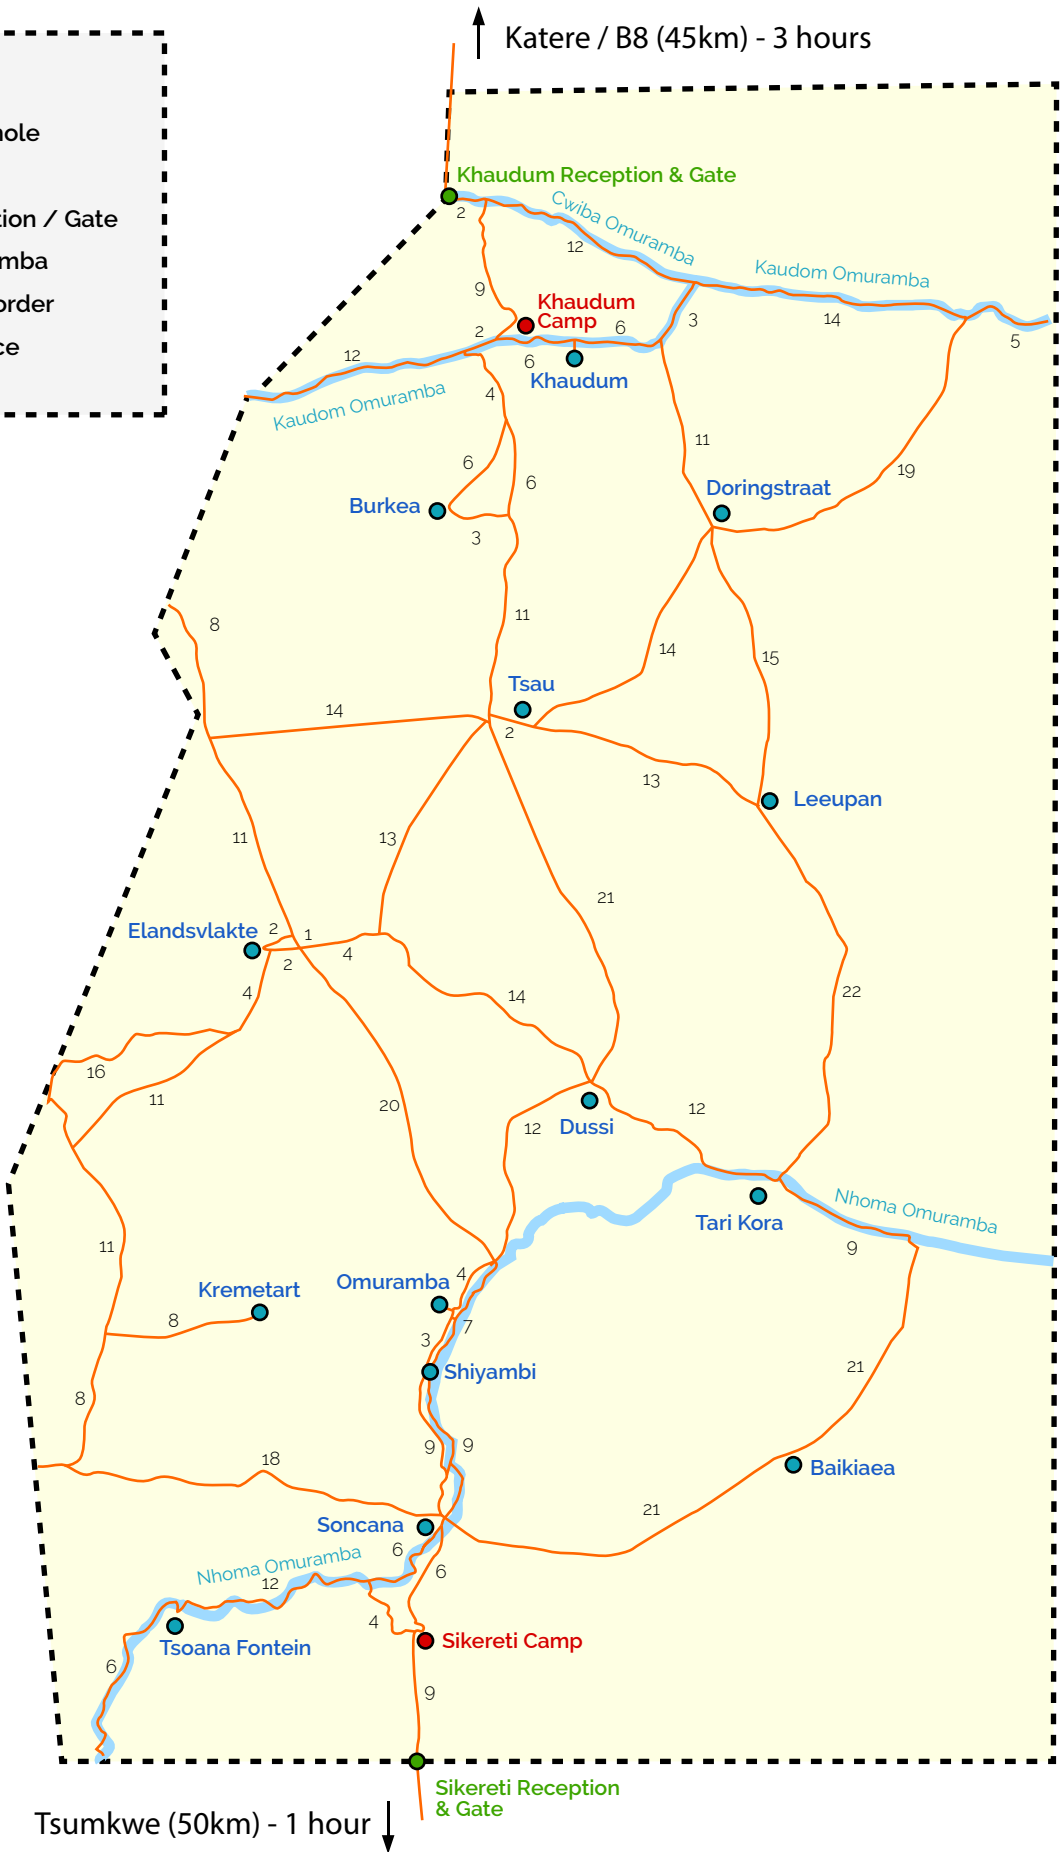 Katere / B8 (45km) - 3 hours
ole
ion / Gate
mba
order
ce
Khaudum Reception & Gate
2
Cwiba Omuramba
12
Kaudom Omuramba
9
Khaudum
Camp
2
6
3
14
5
12
6
Khaudum
Kaudom Omuramba
4
11
6
6
19
Burkea
Doringstraat
3
11
8
14
15
Tsau
14
2
13
Leeupan
11
13
21
Elandsvlakte
2
1
2
4
4
14
22
16
11
20
12
12
Dussi
Nhoma Omuramba
Tari Kora
11
9
Omuramba
4
Kremetart
8
7
3
Shiyambi
21
8
9
9
18
Baikiaea
21
Soncana
6
Nhoma Omuramba
12
6
4
Sikereti Camp
Tsoana Fontein
6
9
Sikereti Reception
& Gate
Tsumkwe (50km) - 1 hour